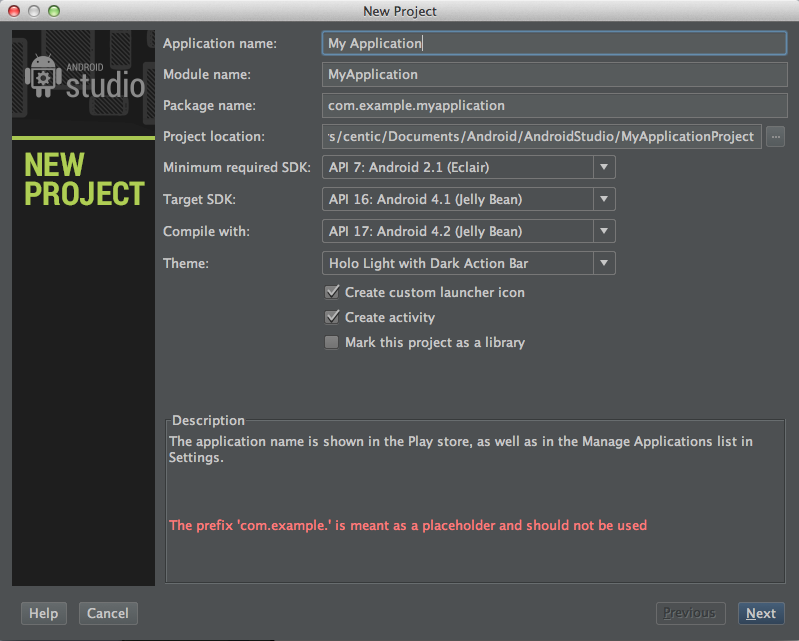 New Project
ANDROID
studio
NEW
PROJECT
Application name: My Application
Module name: MyApplication
Package name: com.example.myapplication
Project location: s/centic/Documents/Android/AndroidStudio/MyApplicationProject ...
Minimum required SDK: API 7: Android 2.1 (Eclair)
Target SDK: API 16: Android 4.1 (Jelly Bean)
Compile with: API 17: Android 4.2 (Jelly Bean)
Theme: Holo Light with Dark Action Bar
Create custom launcher icon
Create activity
Mark this project as a library
Description
The application name is shown in the Play store, as well as in the Manage Applications list in
Settings.
The prefix 'com.example.' is meant as a placeholder and should not be used
Help Cancel Previous Next